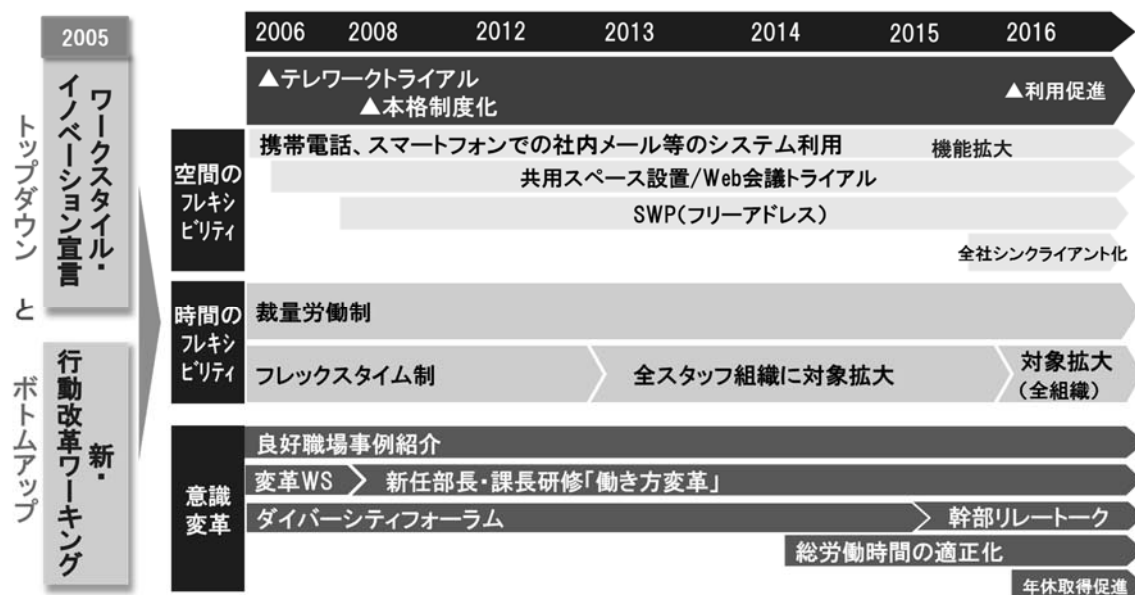 2005
2006 2008 2012 2013 2014 2015 2016
トップダウン と ボトムアップ
ワークスタイル・
イノベーション宣言
新・
行動改革ワーキング
▲テレワークトライアル
▲本格制度化
▲利用促進
空間の
フレキシ
ビリティ
携帯電話、スマートフォンでの社内メール等のシステム利用
機能拡大
共用スペース設置/Web会議トライアル
SWP(フリーアドレス)
全社シンクライアント化
時間の
フレキシ
ビリティ
裁量労働制
フレックスタイム制
全スタッフ組織に対象拡大
対象拡大
(全組織)
意識
変革
良好職場事例紹介
変革WS
新任部長・課長研修「働き方変革」
ダイバーシティフォーラム
幹部リレートーク
総労働時間の適正化
年休取得促進